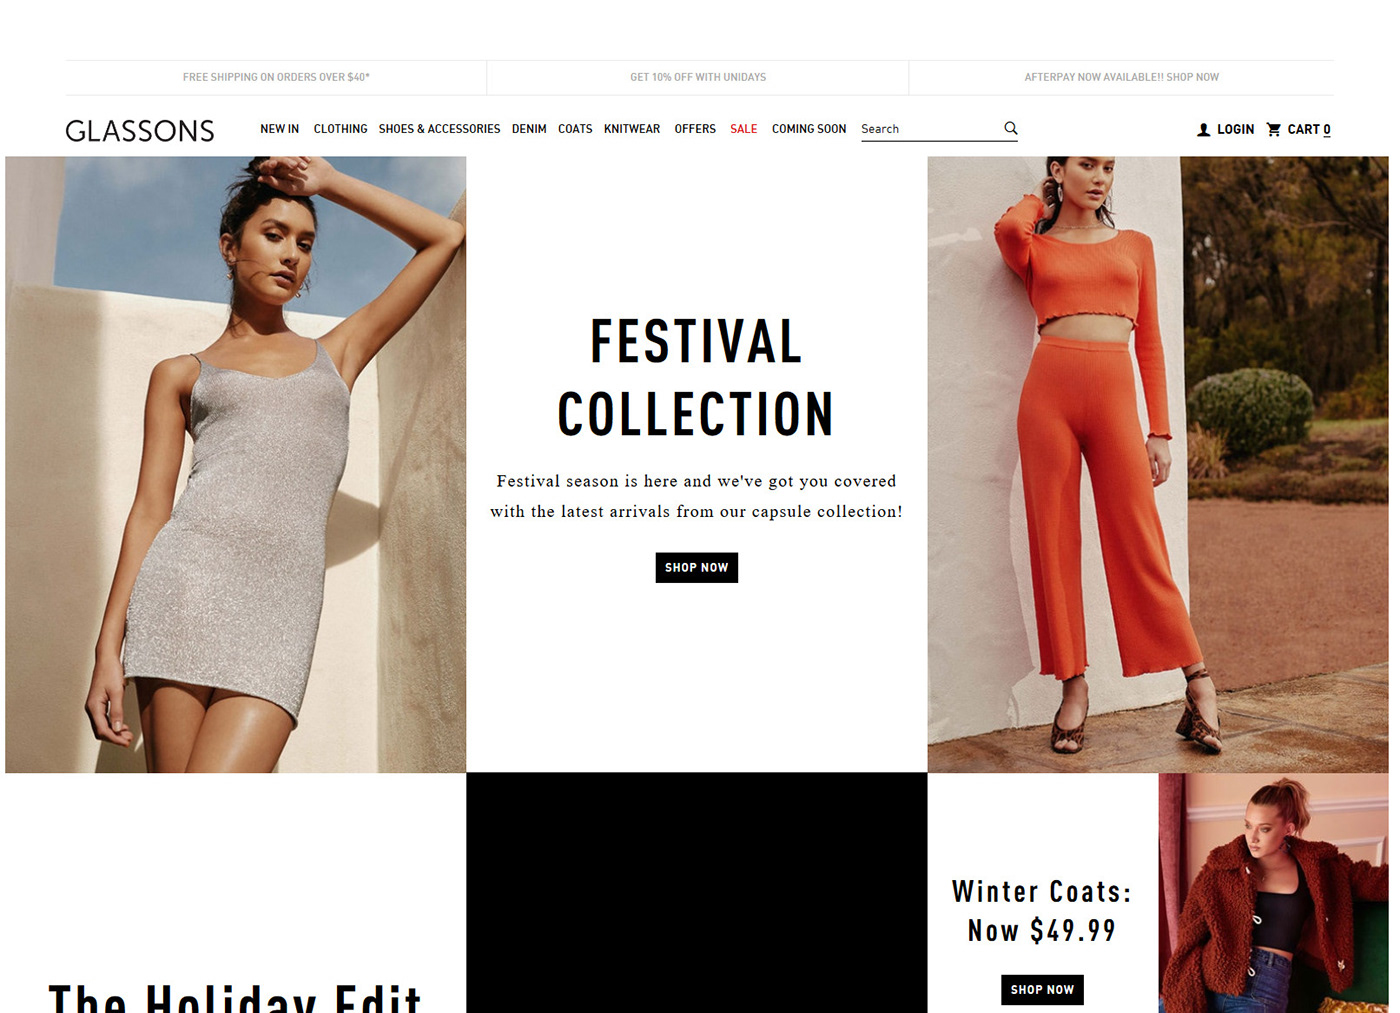 FREE SHIPPING ON ORDERS OVER $40*
GET 10% OFF WITH UNIDAYS
AFTERPAY NOW AVAILABLE!! SHOP NOW
GLASSONS
NEW IN
CLOTHING
SHOES & ACCESSORIES
DENIM
COATS
KNITWEAR
OFFERS
SALE
COMING SOON
Search
LOGIN
CART 0
FESTIVAL
COLLECTION
Festival season is here and we've got you covered
with the latest arrivals from our capsule collection!
SHOP NOW
The Holiday Edit
Winter Coats:
Now $49.99
SHOP NOW